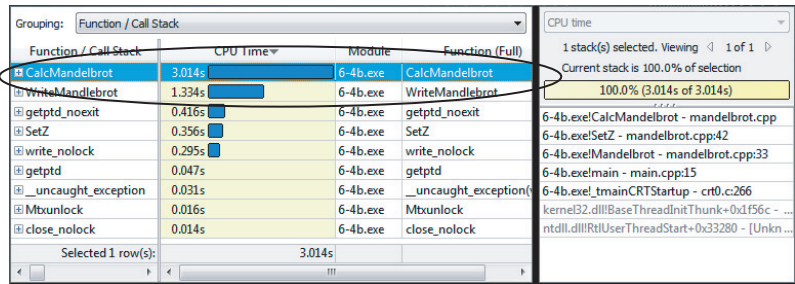 Grouping: Function / Call Stack
Function / Call Stack CPU Time Module Function (Full)
CalcMandelbrot 3.014s 6-4b.exe CalcMandelbrot
WriteMandlebrot 1.334s 6-4b.exe WriteMandlebrot
getptd_noexit 0.416s 6-4b.exe getptd_noexit
SetZ 0.356s 6-4b.exe SetZ
write_nolock 0.295s 6-4b.exe write_nolock
getptd 0.047s 6-4b.exe getptd
__uncaught_exception 0.031s 6-4b.exe __uncaught_exception(
Mtxunlock 0.016s 6-4b.exe Mtxunlock
close_nolock 0.014s 6-4b.exe close_nolock
Selected 1 row(s): 3.014s
CPU time
1 stack(s) selected. Viewing 1 of 1
Current stack is 100.0% of selection
100.0% (3.014s of 3.014s)
6-4b.exe!CalcMandelbrot - mandelbrot.cpp
6-4b.exe!SetZ - mandelbrot.cpp:42
6-4b.exe!Mandelbrot - mandelbrot.cpp:33
6-4b.exe!main - main.cpp:15
6-4b.exe!_tmainCRTStartup - crt0.c:266
kernel32.dll!BaseThreadInitThunk+0x1f56c - ...
ntdll.dll!RtlUserThreadStart+0x33280 - [Unkn ...